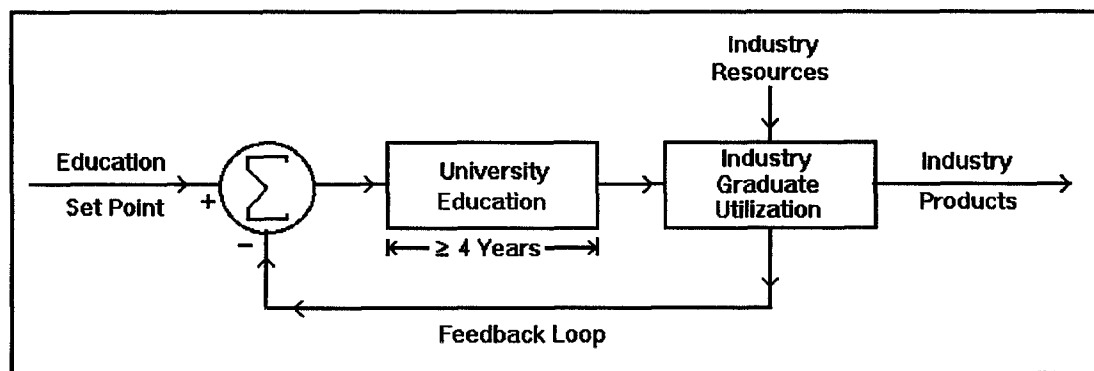 Industry
Resources
Education
Set Point
+
Σ
−
University
Education
≥ 4 Years
Industry
Graduate
Utilization
Industry
Products
Feedback Loop